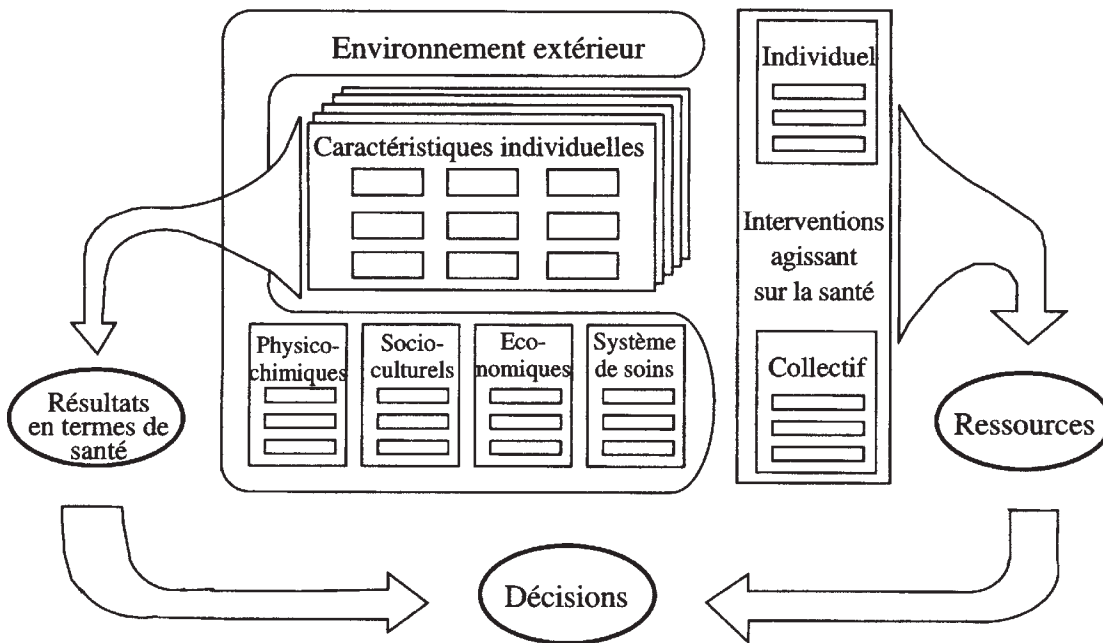 Environnement extérieur
Caractéristiques individuelles
Physico-
chimiques
Socio-
culturels
Eco-
nomiques
Système
de soins
Individuel
Interventions
agissant
sur la santé
Collectif
Résultats
en termes de
santé
Ressources
Décisions